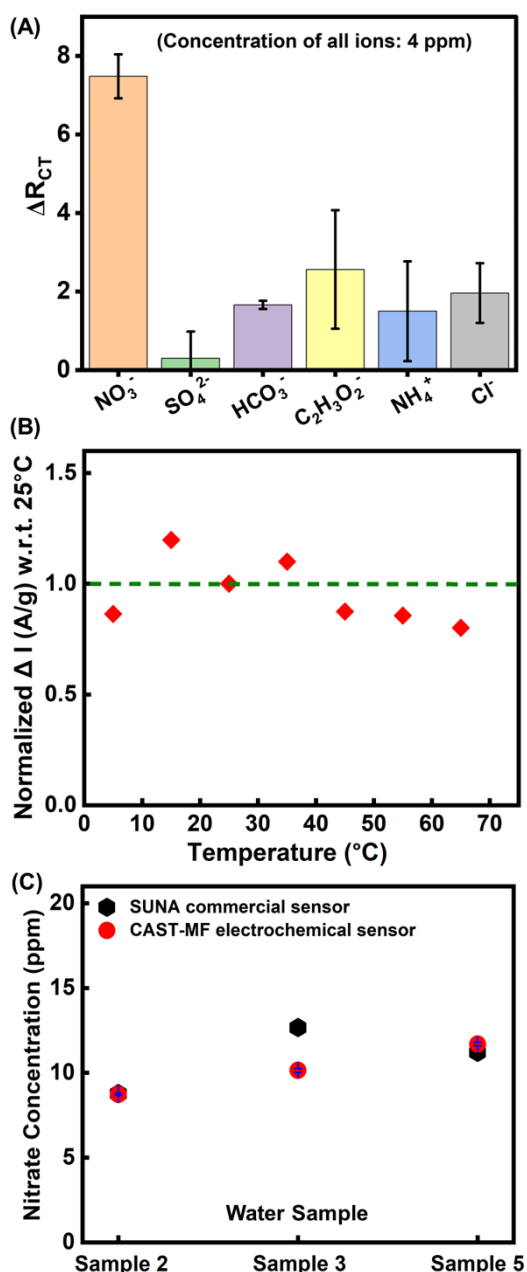 (A)
(Concentration of all ions: 4 ppm)
ΔR_CT
8
6
4
2
0
NO₃⁻ SO₄²⁻ HCO₃⁻ C₂H₃O₂⁻ NH₄⁺ Cl⁻
(B)
Normalized Δ I (A/g) w.r.t. 25°C
1.5
1.0
0.5
0.0
0 10 20 30 40 50 60 70
Temperature (°C)
(C)
Nitrate Concentration (ppm)
20
15
10
5
0
SUNA commercial sensor
CAST-MF electrochemical sensor
Water Sample
Sample 2 Sample 3 Sample 5